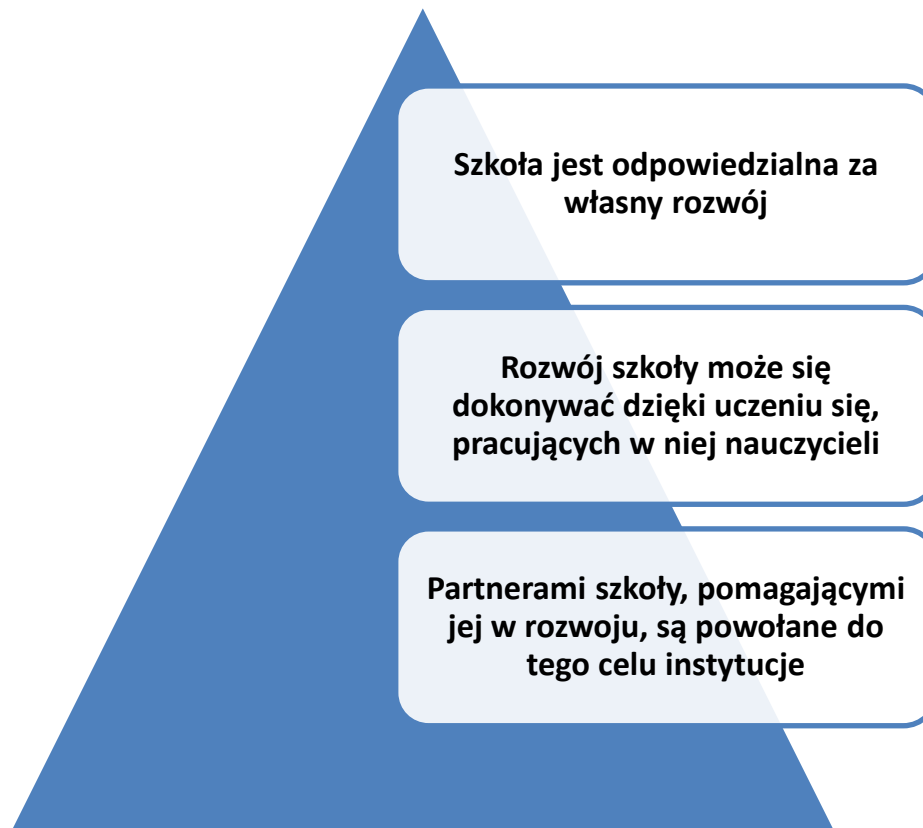 Szkoła jest odpowiedzialna za
własny rozwój
Rozwój szkoły może się
dokonywać dzięki uczeniu się,
pracujących w niej nauczycieli
Partnerami szkoły, pomagającymi
jej w rozwoju, są powołane do
tego celu instytucje